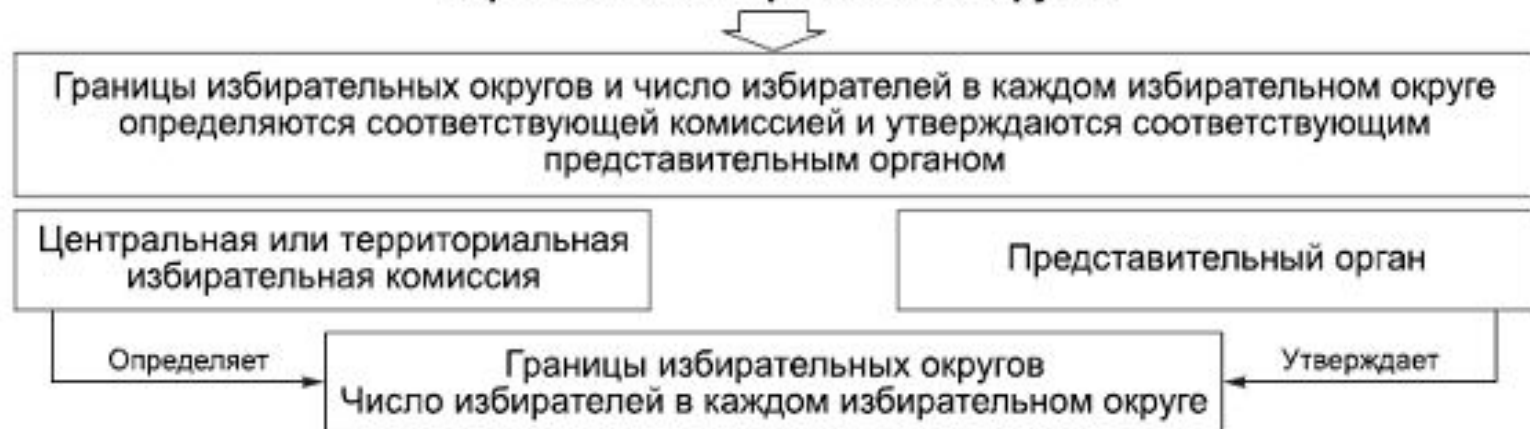 Границы избирательных округов и число избирателей в каждом избирательном округе
определяются соответствующей комиссией и утверждаются соответствующим
представительным органом
Центральная или территориальная
избирательная комиссия
Представительный орган
Определяет
Утверждает
Границы избирательных округов
Число избирателей в каждом избирательном округе